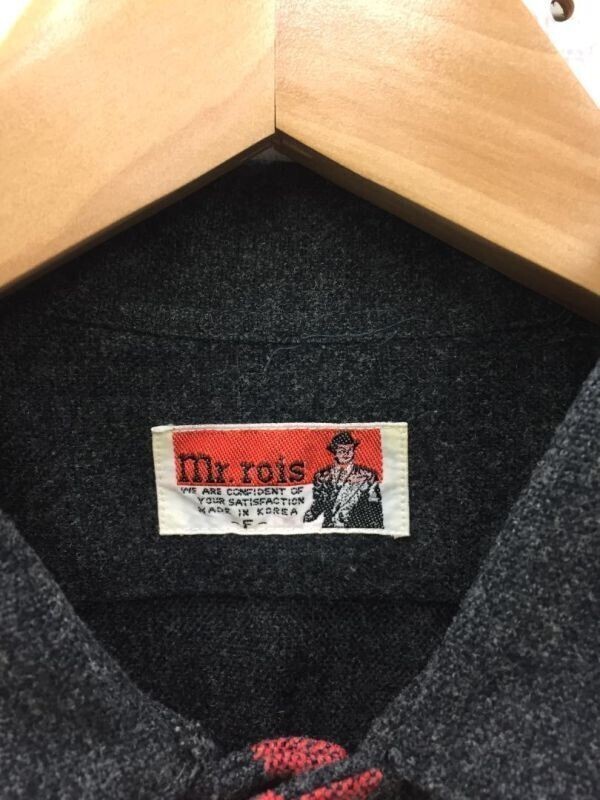 Mr rois
WE ARE CONFIDENT OF
YOUR SATISFACTION
MADE IN KOREA
-F-